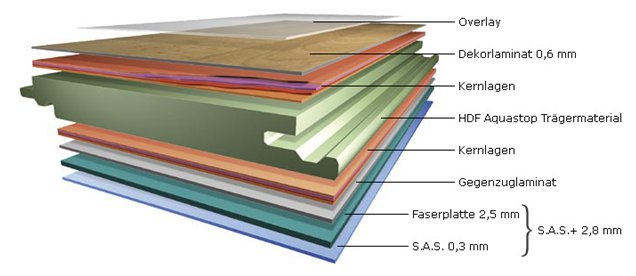 Overlay
Dekorlaminat 0,6 mm
Kernlagen
HDF Aquastop Trägermaterial
Kernlagen
Gegenzuglaminat
Faserplatte 2,5 mm
S.A.S.+ 2,8 mm
S.A.S. 0,3 mm